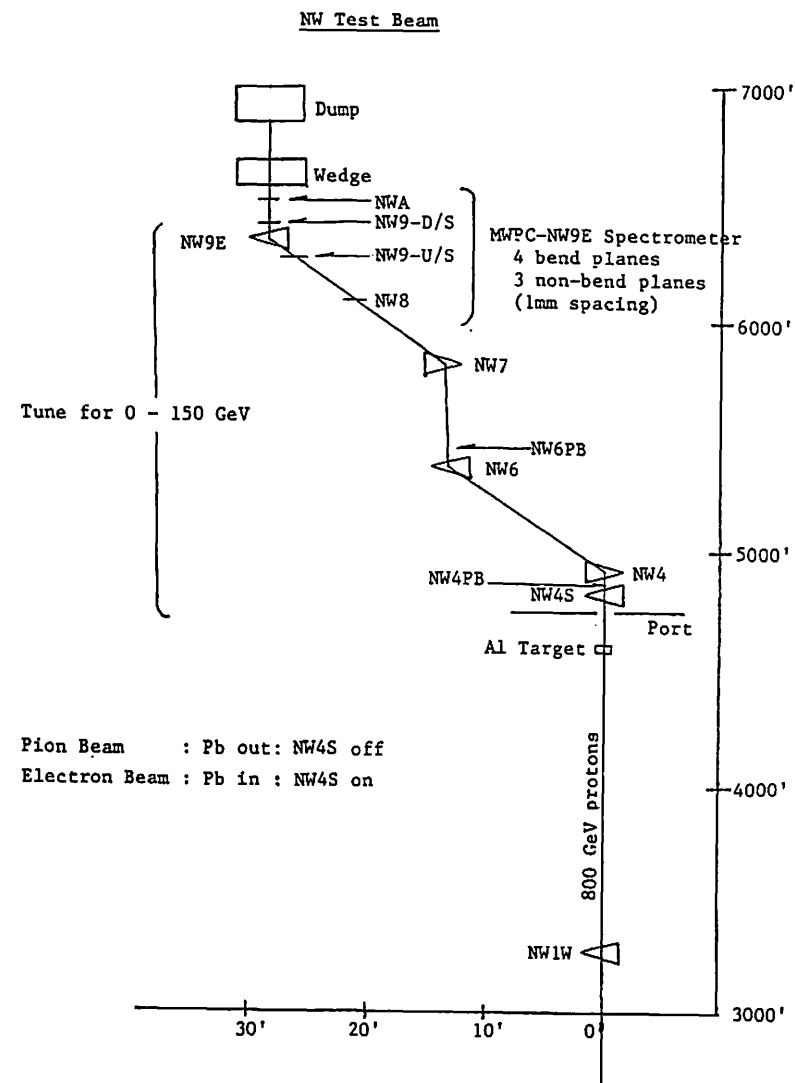 NW Test Beam
7000'
Dump
Wedge
NWA
NW9-D/S
NW9E
MWPC-NW9E Spectrometer
NW9-U/S
4 bend planes
3 non-bend planes
NW8
(1mm spacing)
6000'
NW7
Tune for 0 - 150 GeV
NW6PB
NW6
5000'
NW4PB
NW4
NW4S
Port
Al Target
Pion Beam : Pb out: NW4S off
Electron Beam : Pb in : NW4S on
4000'
800 GeV protons
NW1W
3000'
30' 20' 10' 0'